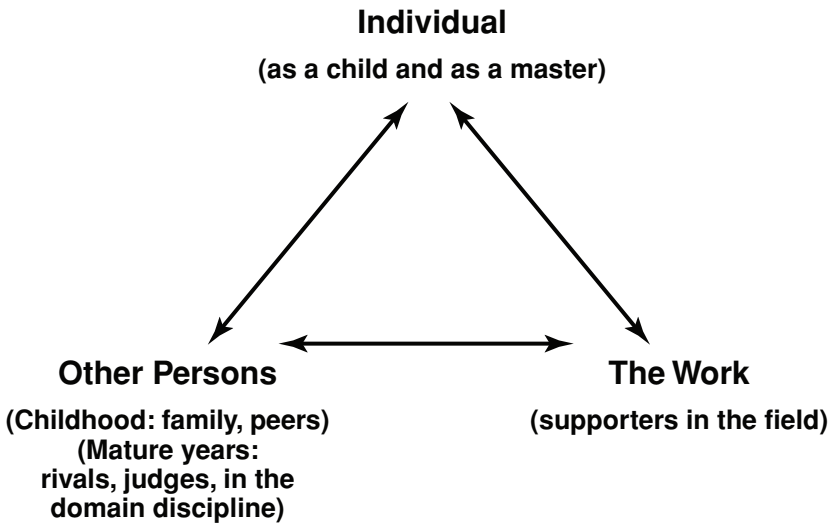 Individual
(as a child and as a master)
Other Persons
(Childhood: family, peers)
(Mature years:
rivals, judges, in the
domain discipline)
The Work
(supporters in the field)